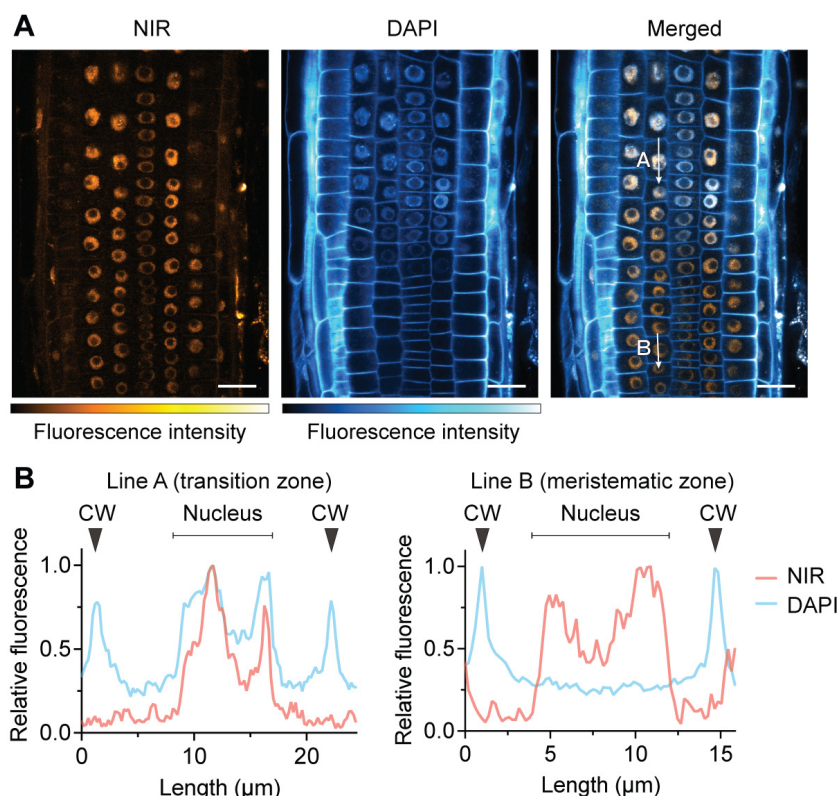 A
NIR
DAPI
Merged
A
B
Fluorescence intensity
Fluorescence intensity
B
Line A (transition zone)
CW
Nucleus
CW
Relative fluorescence
1.0
0.5
0.0
0
10
20
Length (µm)
Line B (meristematic zone)
CW
Nucleus
CW
Relative fluorescence
1.0
0.5
0.0
0
5
10
15
Length (µm)
NIR
DAPI